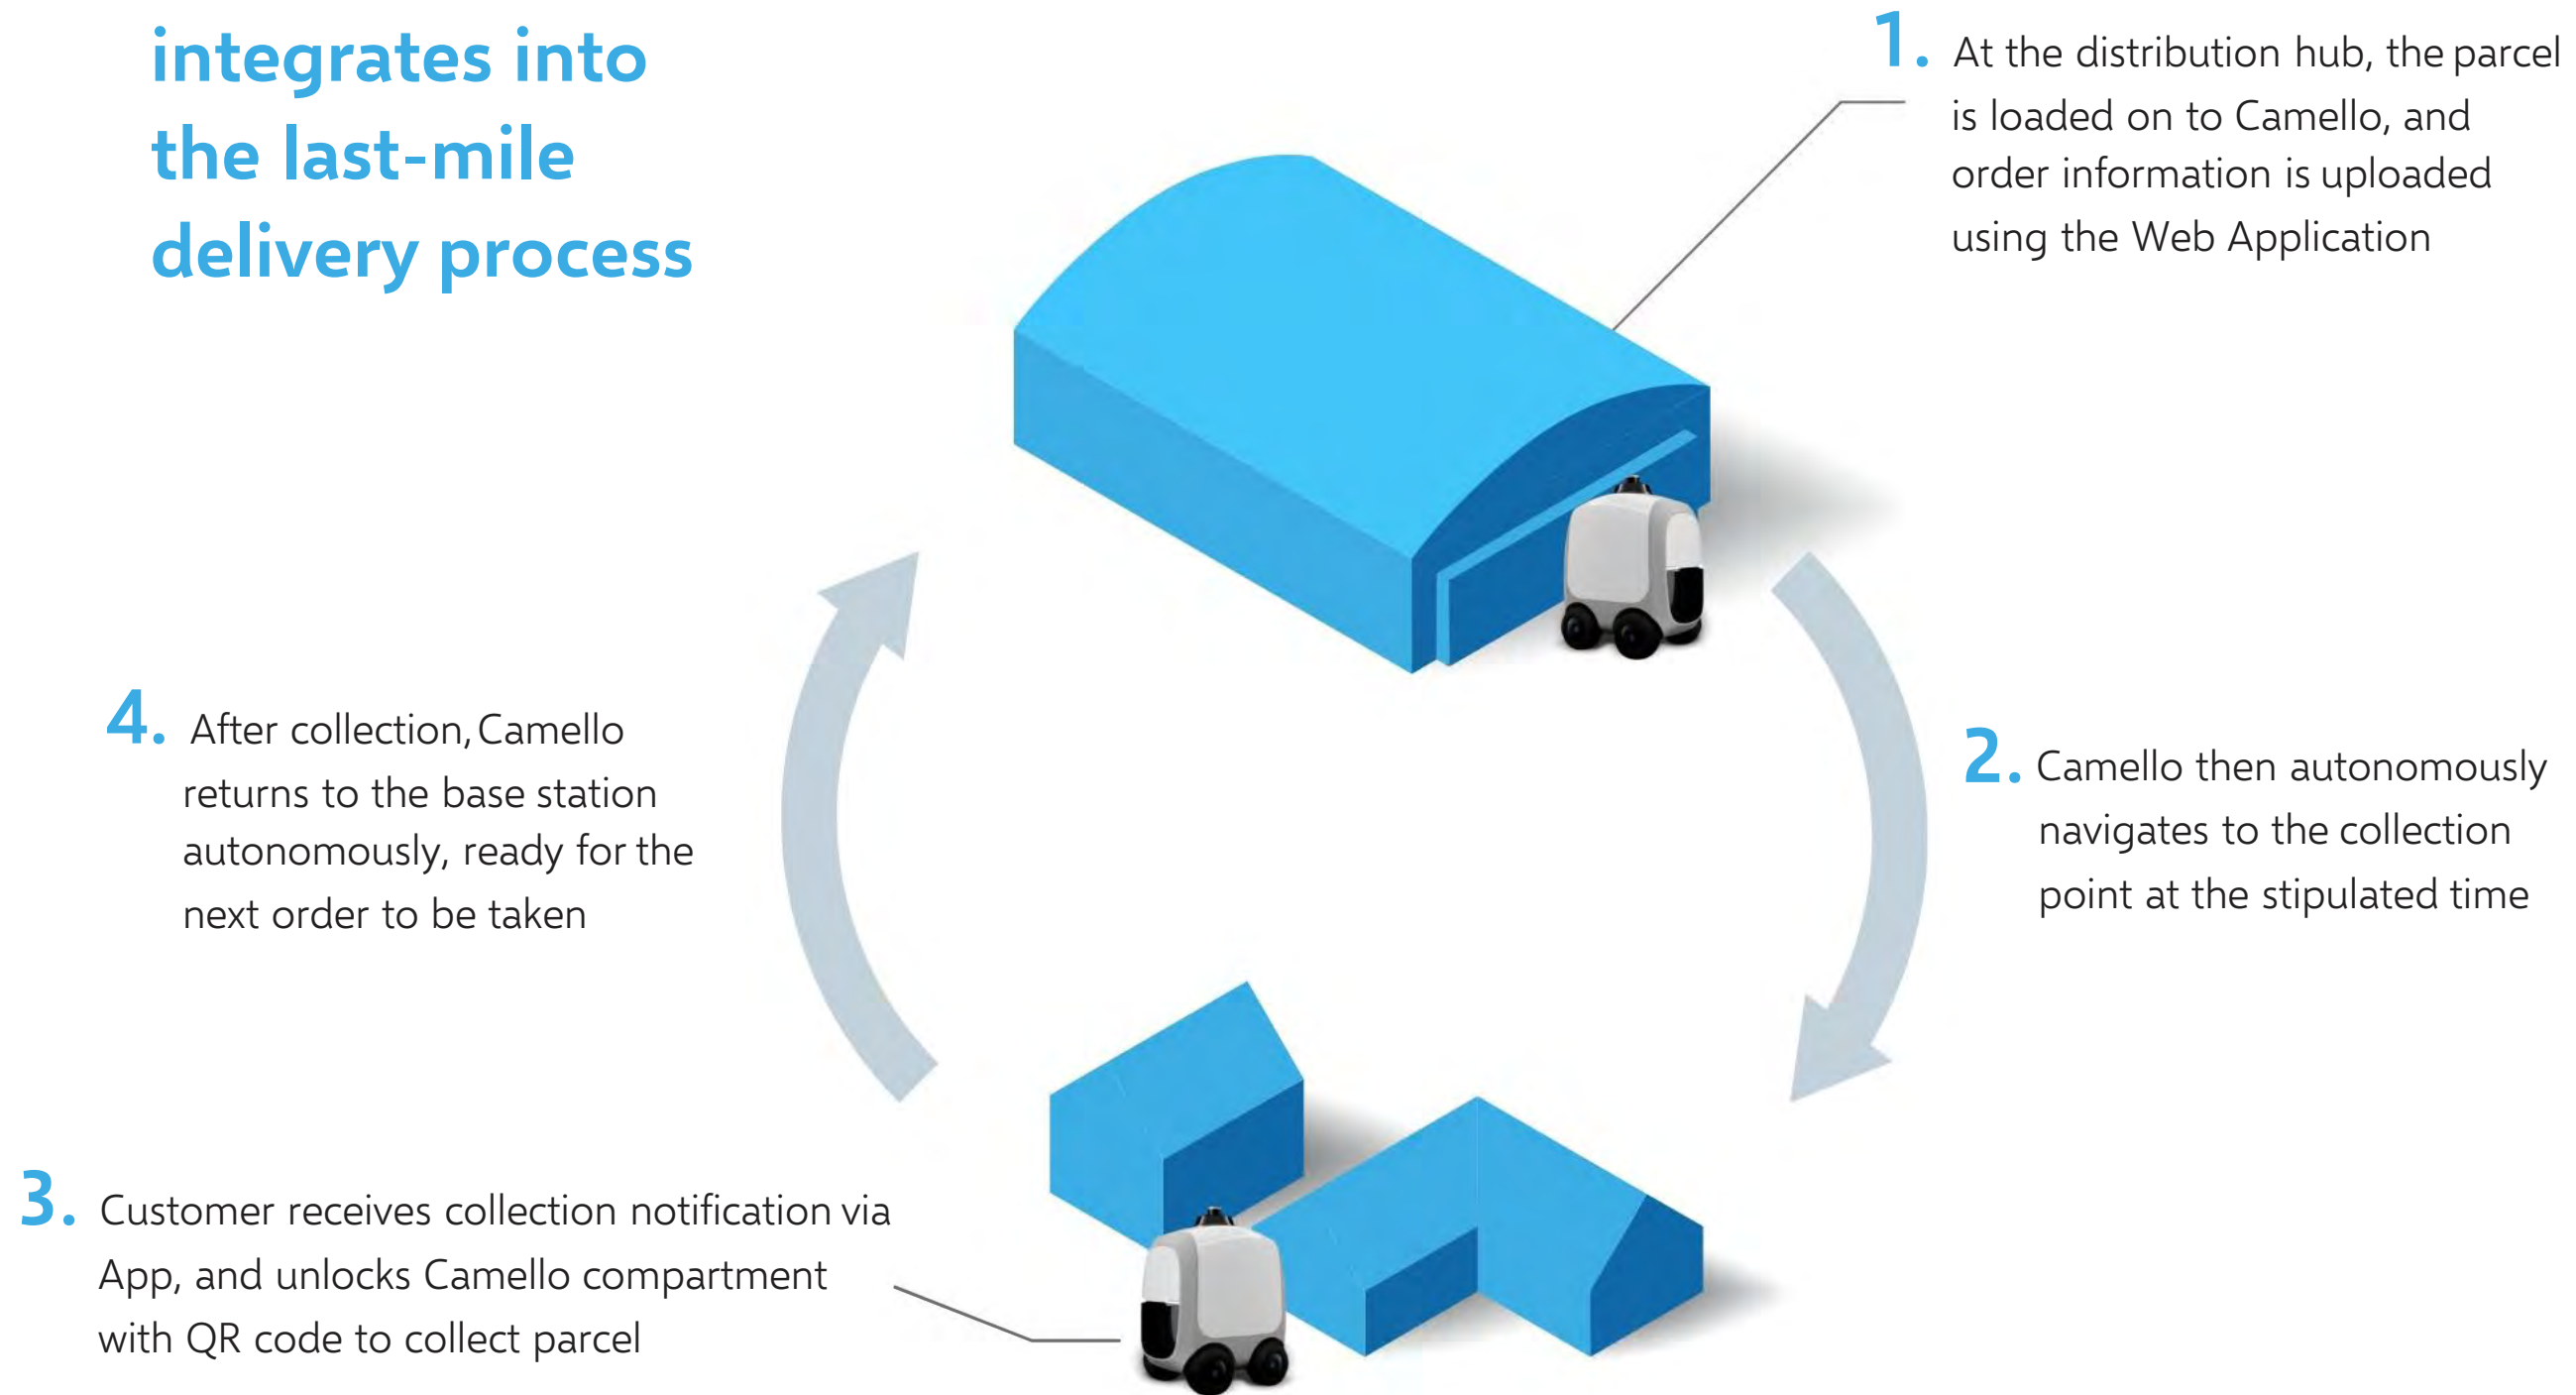 integrates into
the last-mile
delivery process
1. At the distribution hub, the parcel
is loaded on to Camello, and
order information is uploaded
using the Web Application
2. Camello then autonomously
navigates to the collection
point at the stipulated time
3. Customer receives collection notification via
App, and unlocks Camello compartment
with QR code to collect parcel
4. After collection, Camello
returns to the base station
autonomously, ready for the
next order to be taken